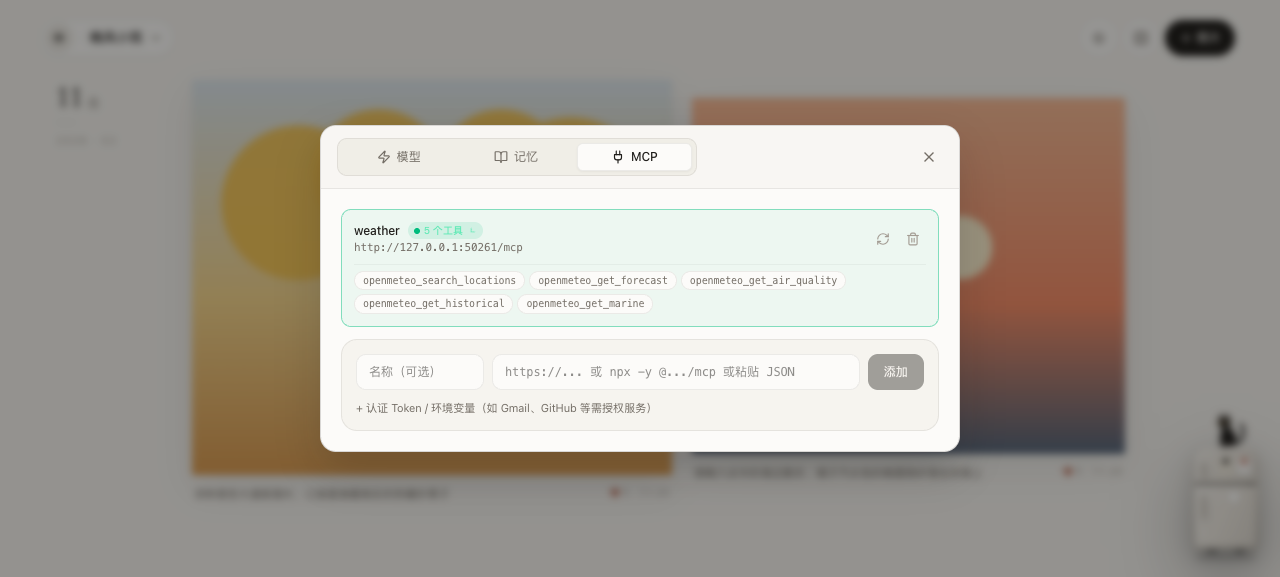 模型
记忆
MCP
weather
5 个工具
http://127.0.0.1:50261/mcp
openmeteo_search_locations
openmeteo_get_forecast
openmeteo_get_air_quality
openmeteo_get_historical
openmeteo_get_marine
名称（可选）
https://... 或 npx -y @.../mcp 或粘贴 JSON
添加
+ 认证 Token / 环境变量（如 Gmail、GitHub 等需授权服务）